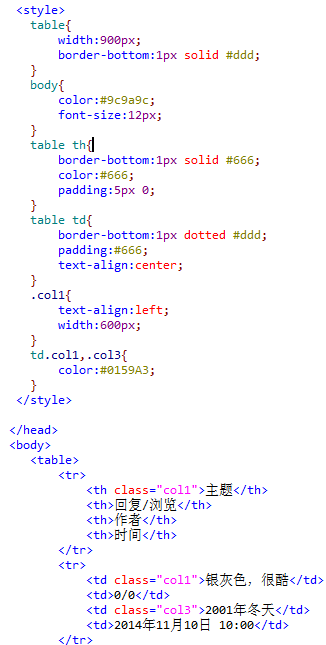 <style>
table{
width:900px;
border-bottom:1px solid #ddd;
}
body{
color:#9c9a9c;
font-size:12px;
}
table th{
border-bottom:1px solid #666;
color:#666;
padding:5px 0;
}
table td{
border-bottom:1px dotted #ddd;
padding:#666;
text-align:center;
}
.col1{
text-align:left;
width:600px;
}
td.col1,.col3{
color:#0159A3;
}
</style>
</head>
<body>
<table>
<tr>
<th class="col1">主题</th>
<th>回复/浏览</th>
<th>作者</th>
<th>时间</th>
</tr>
<tr>
<td class="col1">银灰色，很酷</td>
<td>0/0</td>
<td class="col3">2001年冬天</td>
<td>2014年11月10日 10:00</td>
</tr>